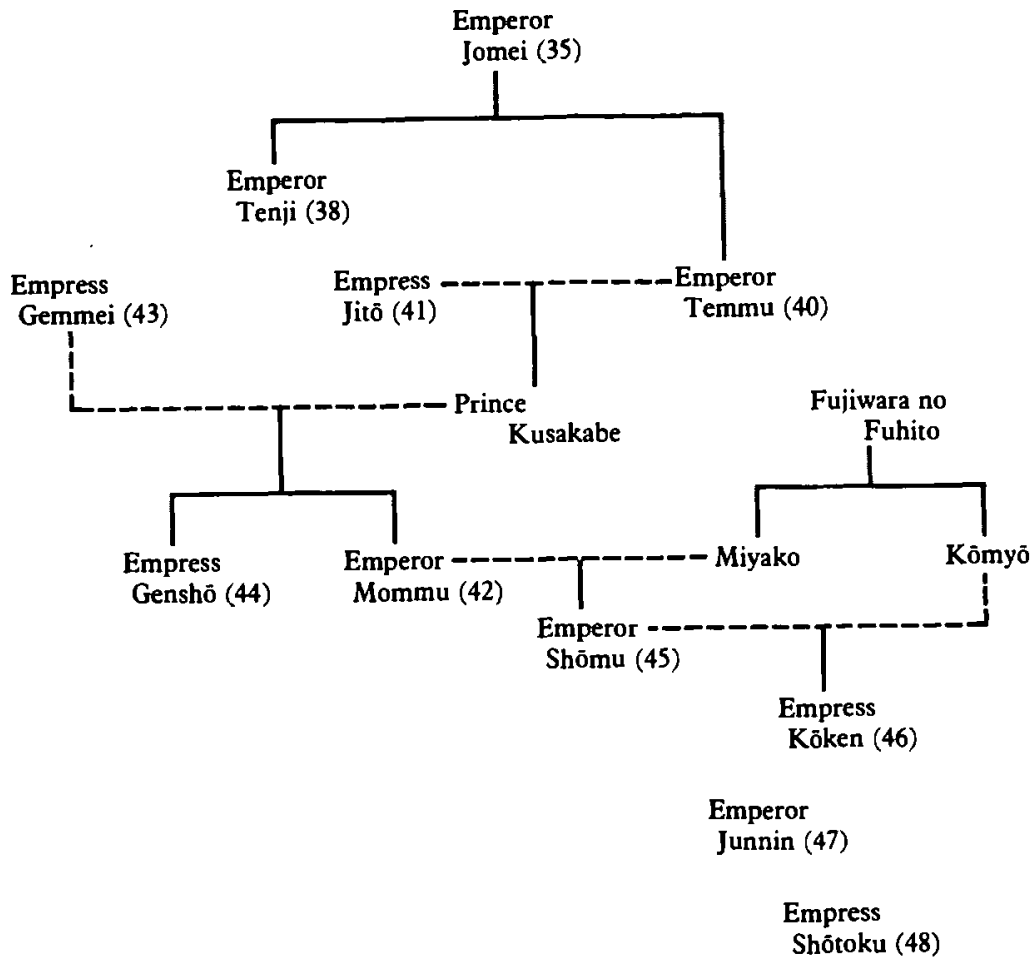 Emperor
Jomei (35)
Emperor
Tenji (38)
Empress
Gemmei (43)
Empress
Jitō (41)
Emperor
Temmu (40)
Prince
Kusakabe
Fujiwara no
Fuhito
Empress
Genshō (44)
Emperor
Mommu (42)
Miyako
Kōmyō
Emperor
Shōmu (45)
Empress
Kōken (46)
Emperor
Junnin (47)
Empress
Shōtoku (48)